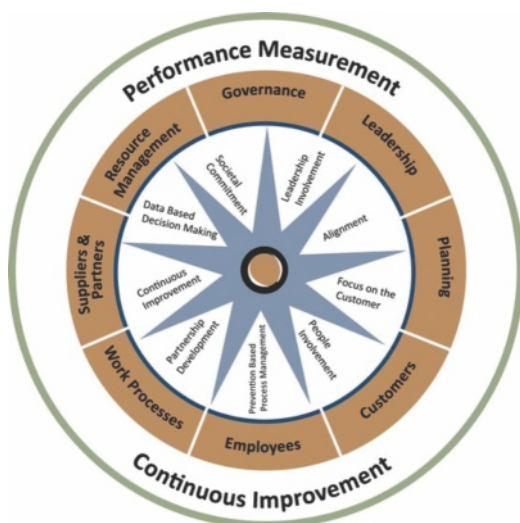 Performance Measurement
Governance
Leadership
Planning
Customers
Employees
Work Processes
Suppliers &
Partners
Resource
Management
Leadership
Involvement
Alignment
Focus on the
Customer
People
Involvement
Prevention Based
Process Management
Partnership
Development
Continuous
Improvement
Data Based
Decision Making
Societal
Commitment
Continuous Improvement